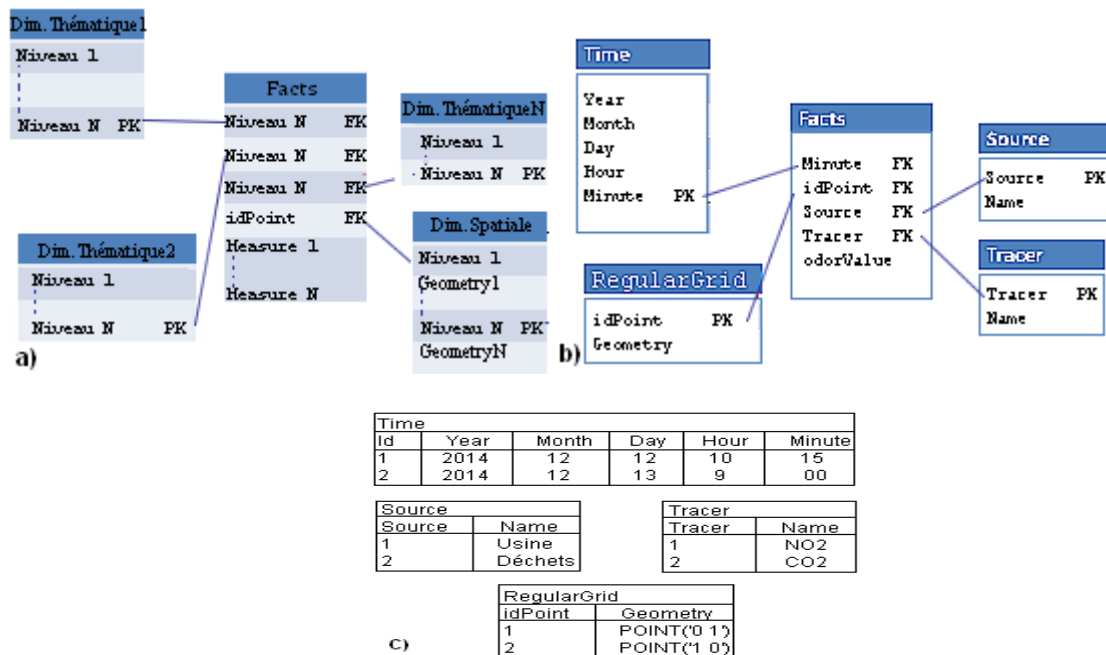 Dim. Thématique1
Niveau 1
Niveau N PK
Facts
Niveau N FK
Niveau N FK
Niveau N FK
idPoint FK
Measure 1
Measure N
Dim. ThématiqueN
Niveau 1
Niveau N PK
Dim. Thématique2
Niveau 1
Niveau N PK
Dim. Spatiale
Niveau 1
Geometry1
Niveau N PK
GeometryN
a)
Time
Year
Month
Day
Hour
Minute PK
Facts
Minute FK
idPoint FK
Source FK
Tracer FK
odorValue
Source
Source PK
Name
RegularGrid
idPoint PK
Geometry
Tracer
Tracer PK
Name
b)
Time
Id Year Month Day Hour Minute
1 2014 12 12 10 15
2 2014 12 13 9 00
Source
Source Name
1 Usine
2 Déchets
Tracer
Tracer Name
1 NO2
2 CO2
RegularGrid
idPoint Geometry
1 POINT('0 1')
2 POINT('1 0')
c)